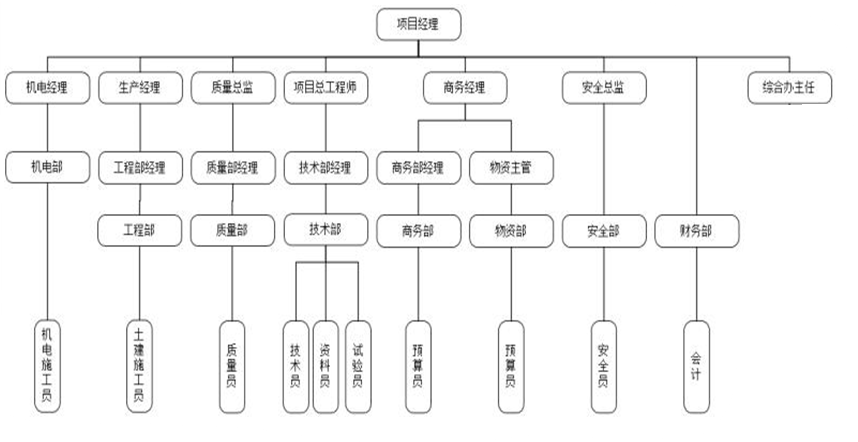 项目经理
机电经理
生产经理
质量总监
项目总工程师
商务经理
安全总监
综合办主任
机电部
工程部经理
质量部经理
技术部经理
商务部经理
物资主管
工程部
质量部
技术部
商务部
物资部
安全部
财务部
机电施工员
土建施工员
质量员
技术员
资料员
试验员
预算员
预算员
安全员
会计